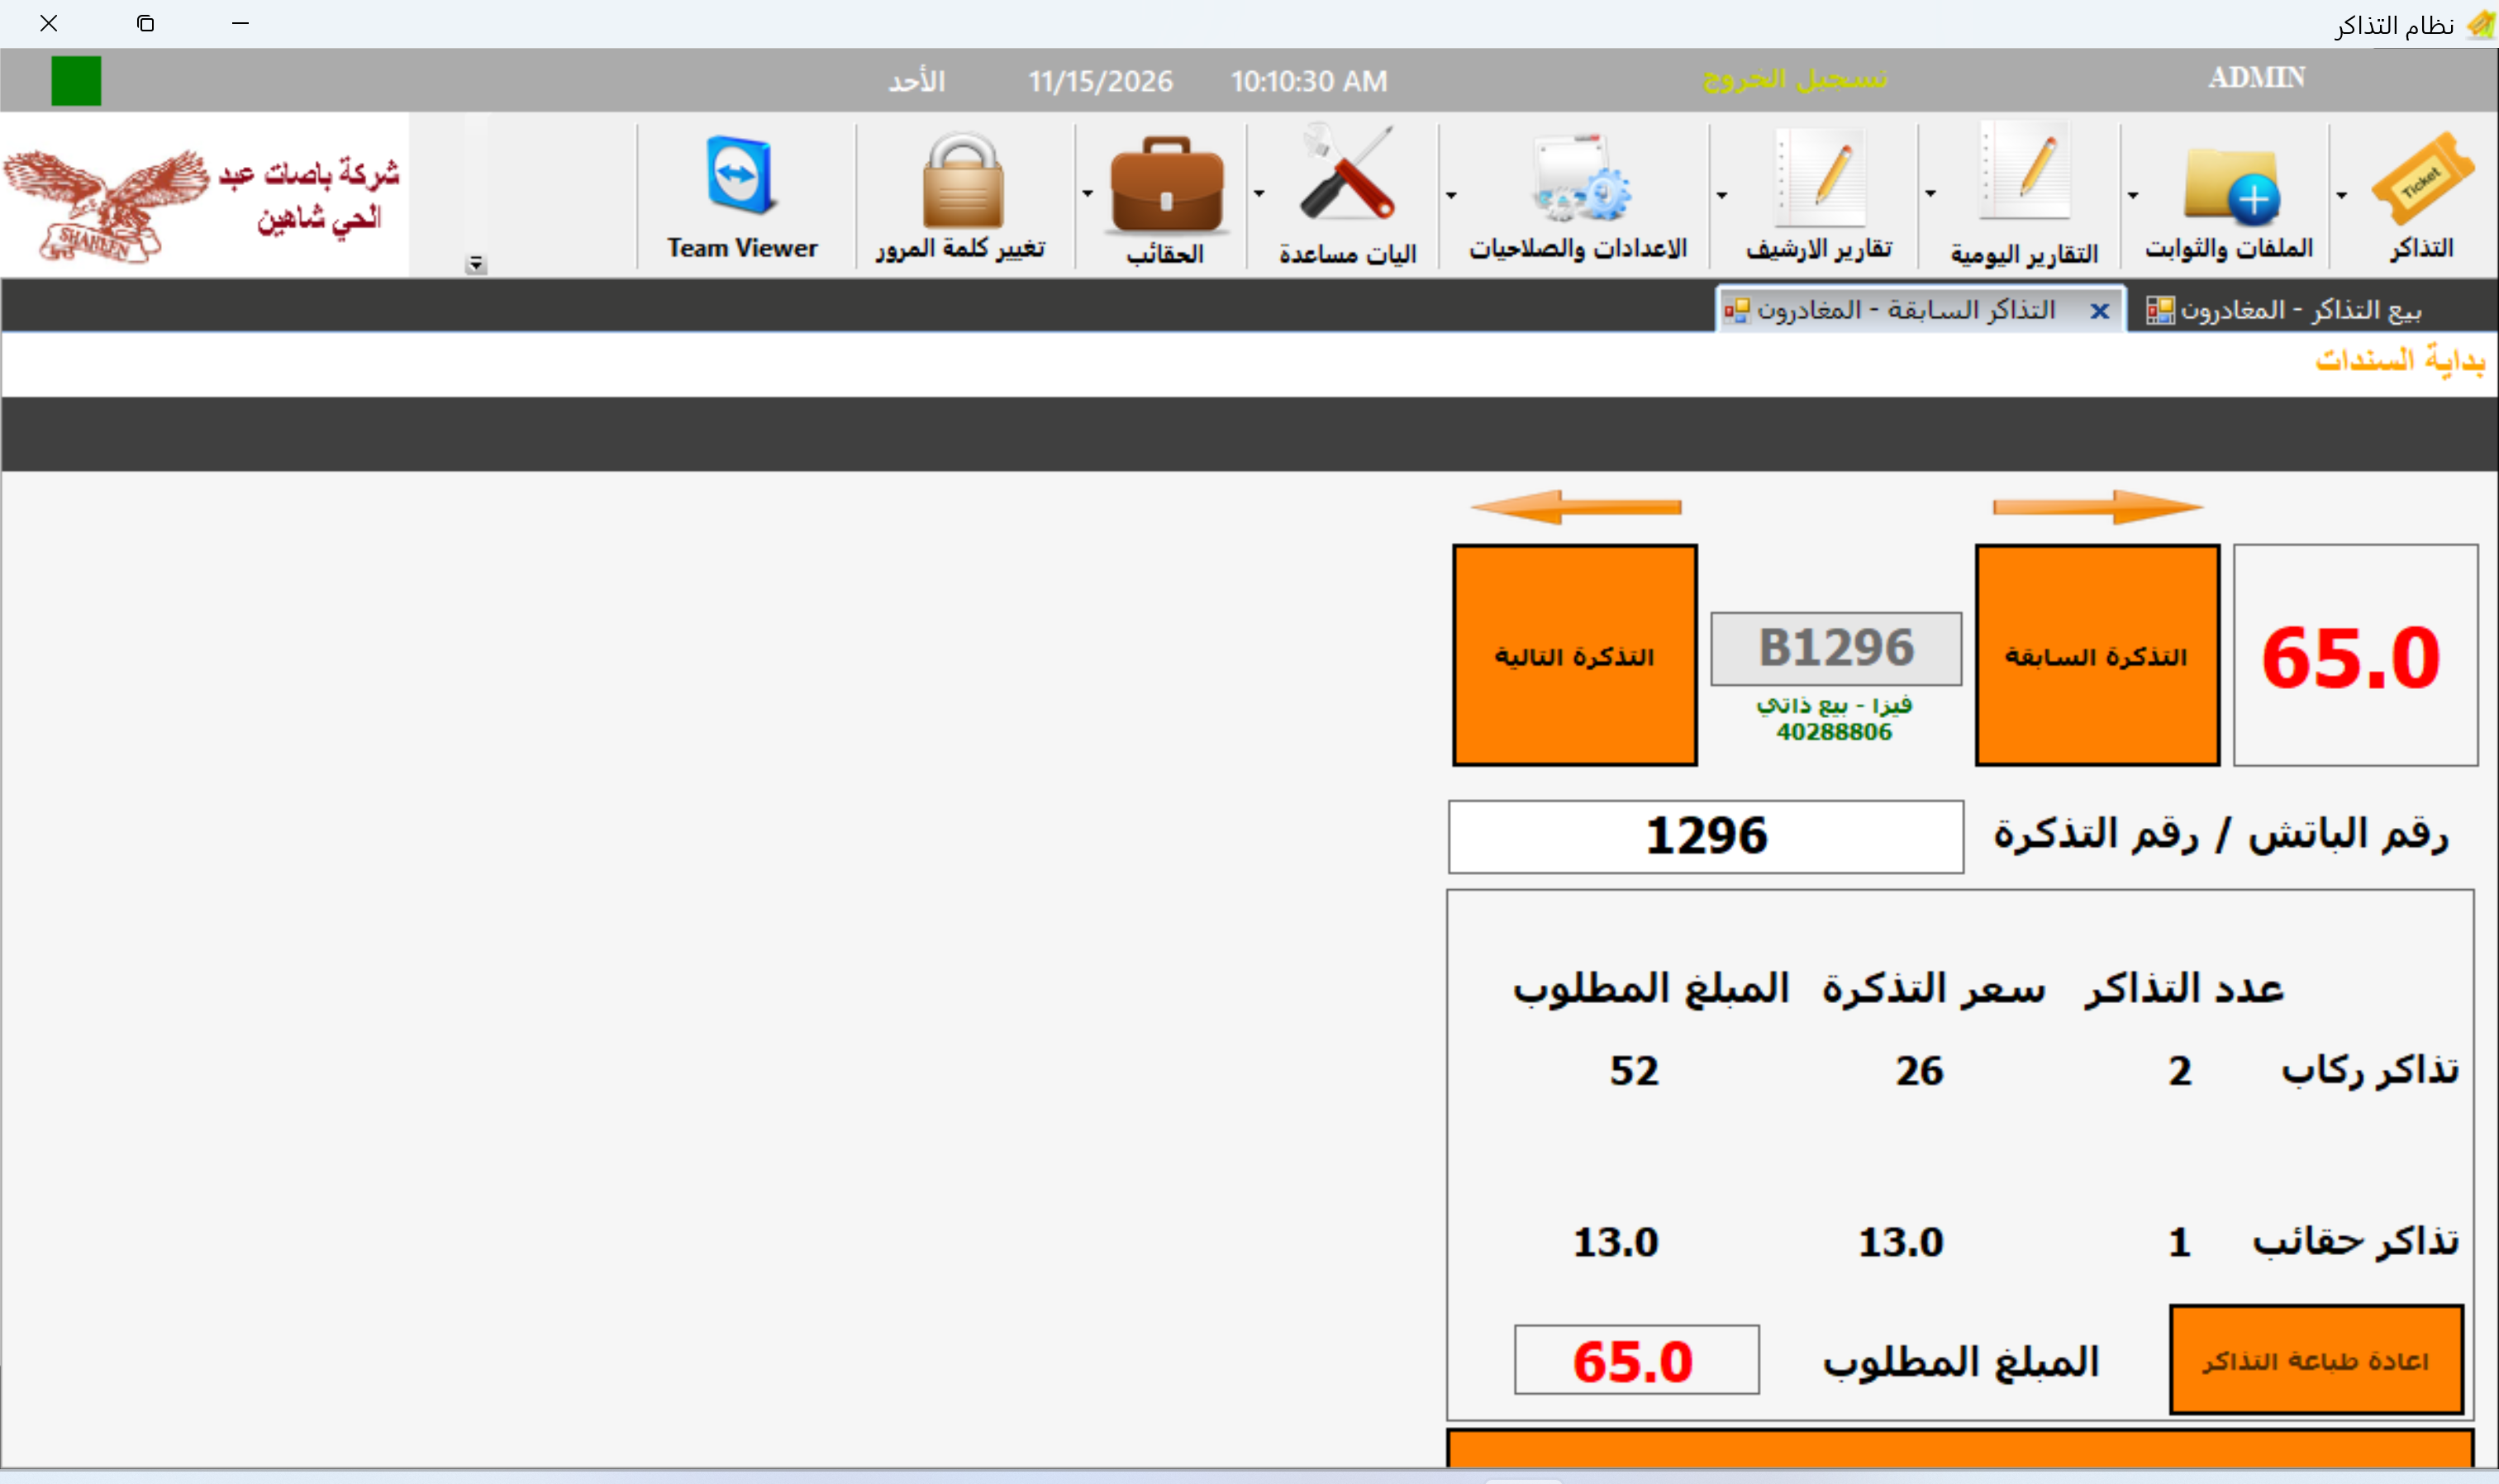 نظام التذاكر
ADMIN تسجيل الخروج 10:10:30 AM 11/15/2026 الأحد
التذاكر
الملفات والثوابت
التقارير اليومية
تقارير الارشيف
الاعدادات والصلاحيات
اليات مساعدة
الحقائب
تغيير كلمة المرور
Team Viewer
شركة باصات عبد
الحي شاهين
SHAHEEN
Ticket
بيع التذاكر - المغادرون
التذاكر السابقة - المغادرون
بداية السندات
65.0
التذكرة السابقة
B1296
فيزا - بيع ذاتي
40288806
التذكرة التالية
رقم الباتش / رقم التذكرة 1296
عدد التذاكر سعر التذكرة المبلغ المطلوب
تذاكر ركاب 2 26 52
تذاكر حقائب 1 13.0 13.0
اعادة طباعة التذاكر
المبلغ المطلوب 65.0